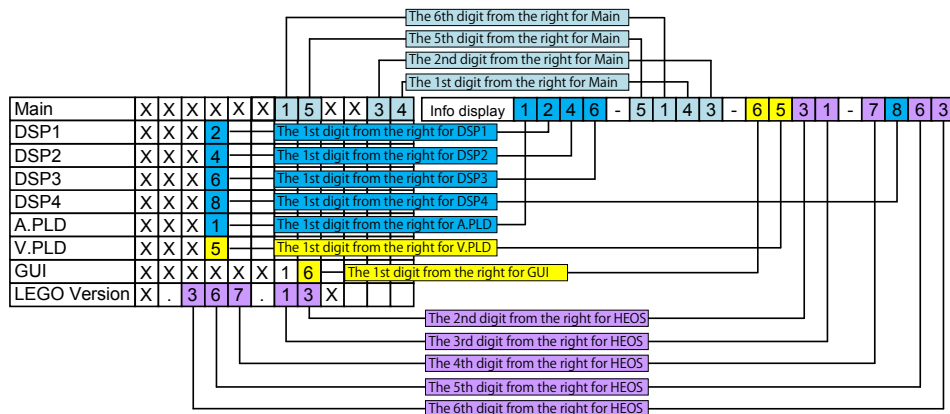 The 6th digit from the right for Main
The 5th digit from the right for Main
The 2nd digit from the right for Main
The 1st digit from the right for Main
Main X X X X X X 1 5 X X 3 4 Info display 1 2 4 6 - 5 1 4 3 - 6 5 3 1 - 7 8 6 3
DSP1 X X X 2 The 1st digit from the right for DSP1
DSP2 X X X 4 The 1st digit from the right for DSP2
DSP3 X X X 6 The 1st digit from the right for DSP3
DSP4 X X X 8 The 1st digit from the right for DSP4
A.PLD X X X 1 The 1st digit from the right for A.PLD
V.PLD X X X 5 The 1st digit from the right for V.PLD
GUI X X X X X X 1 6 The 1st digit from the right for GUI
LEGO Version X . 3 6 7 . 1 3 X
The 2nd digit from the right for HEOS
The 3rd digit from the right for HEOS
The 4th digit from the right for HEOS
The 5th digit from the right for HEOS
The 6th digit from the right for HEOS